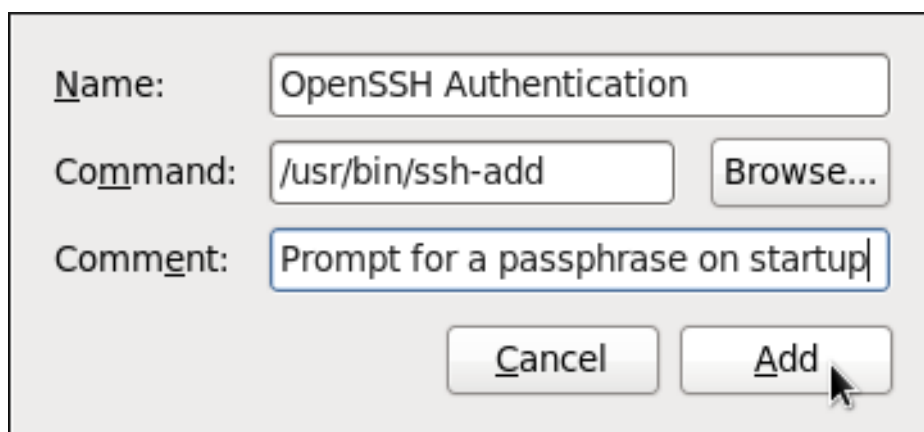 Name: OpenSSH Authentication
Command: /usr/bin/ssh-add Browse...
Comment: Prompt for a passphrase on startup
Cancel Add